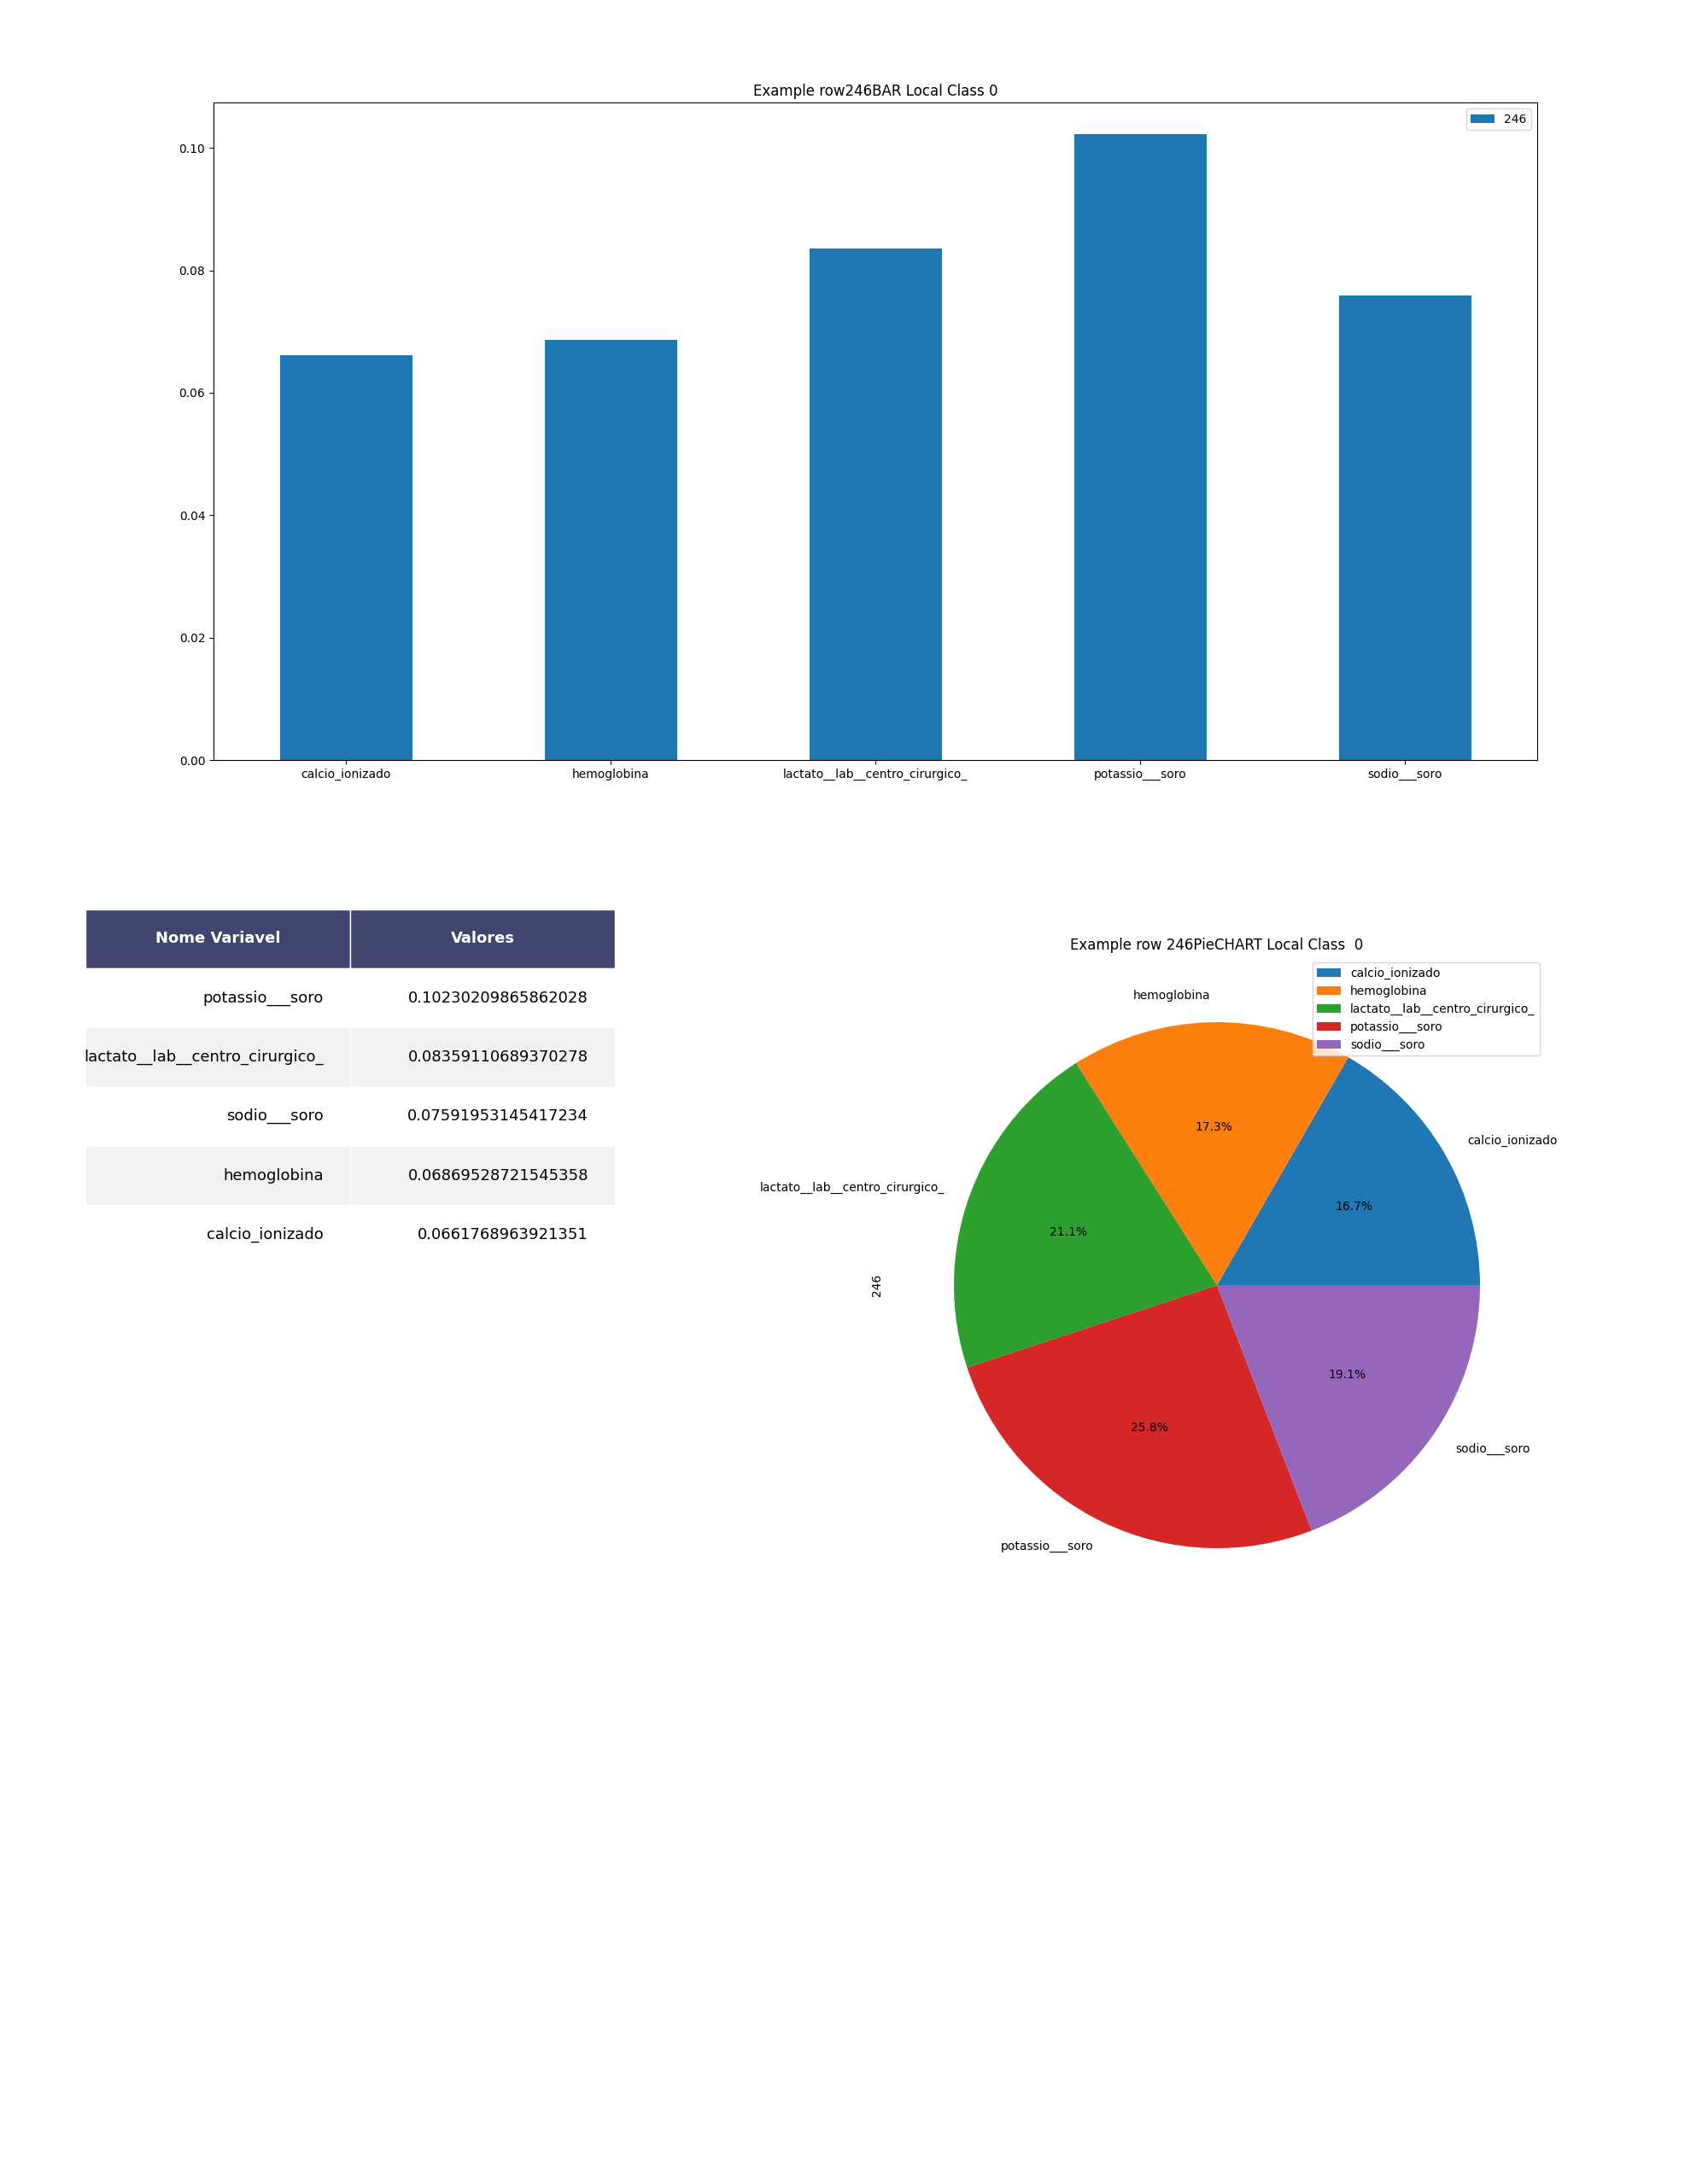 Example row246BAR Local Class 0
246
0.10
0.08
0.06
0.04
0.02
0.00
calcio_ionizado hemoglobina lactato__lab__centro_cirurgico_ potassio___soro sodio___soro
Nome Variavel Valores
potassio___soro 0.10230209865862028
lactato__lab__centro_cirurgico_ 0.08359110689370278
sodio___soro 0.07591953145417234
hemoglobina 0.06869528721545358
calcio_ionizado 0.0661768963921351
Example row 246PieCHART Local Class  0
calcio_ionizado
hemoglobina
lactato__lab__centro_cirurgico_
potassio___soro
sodio___soro
hemoglobina
17.3%
calcio_ionizado
16.7%
lactato__lab__centro_cirurgico_
21.1%
246
19.1%
25.8%
sodio___soro
potassio___soro